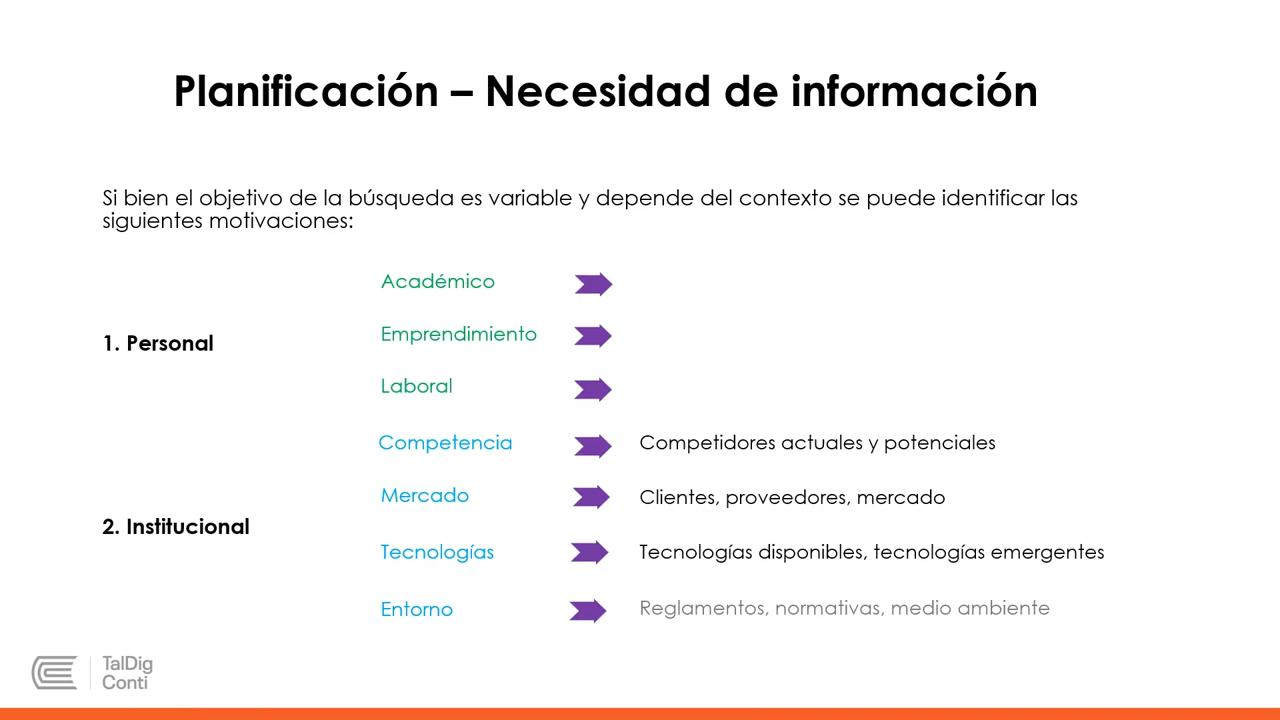 Planificación – Necesidad de información
Si bien el objetivo de la búsqueda es variable y depende del contexto se puede identificar las
siguientes motivaciones:
1. Personal
Académico
Emprendimiento
Laboral
2. Institucional
Competencia Competidores actuales y potenciales
Mercado Clientes, proveedores, mercado
Tecnologías Tecnologías disponibles, tecnologías emergentes
Entorno Reglamentos, normativas, medio ambiente
TalDig
Conti